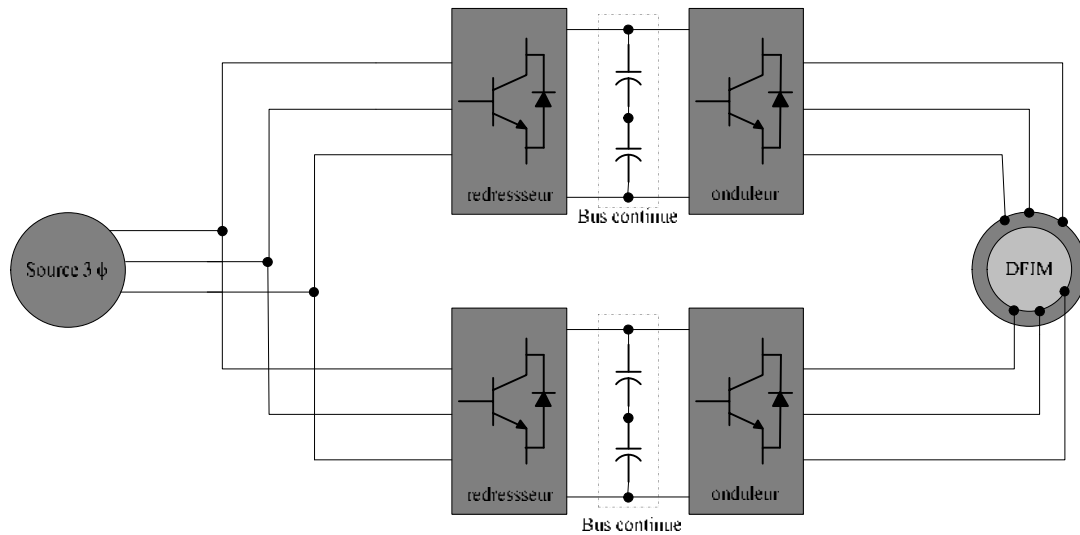 redressseur
onduleur
Bus continue
Source 3 ϕ
DFIM
redressseur
onduleur
Bus continue